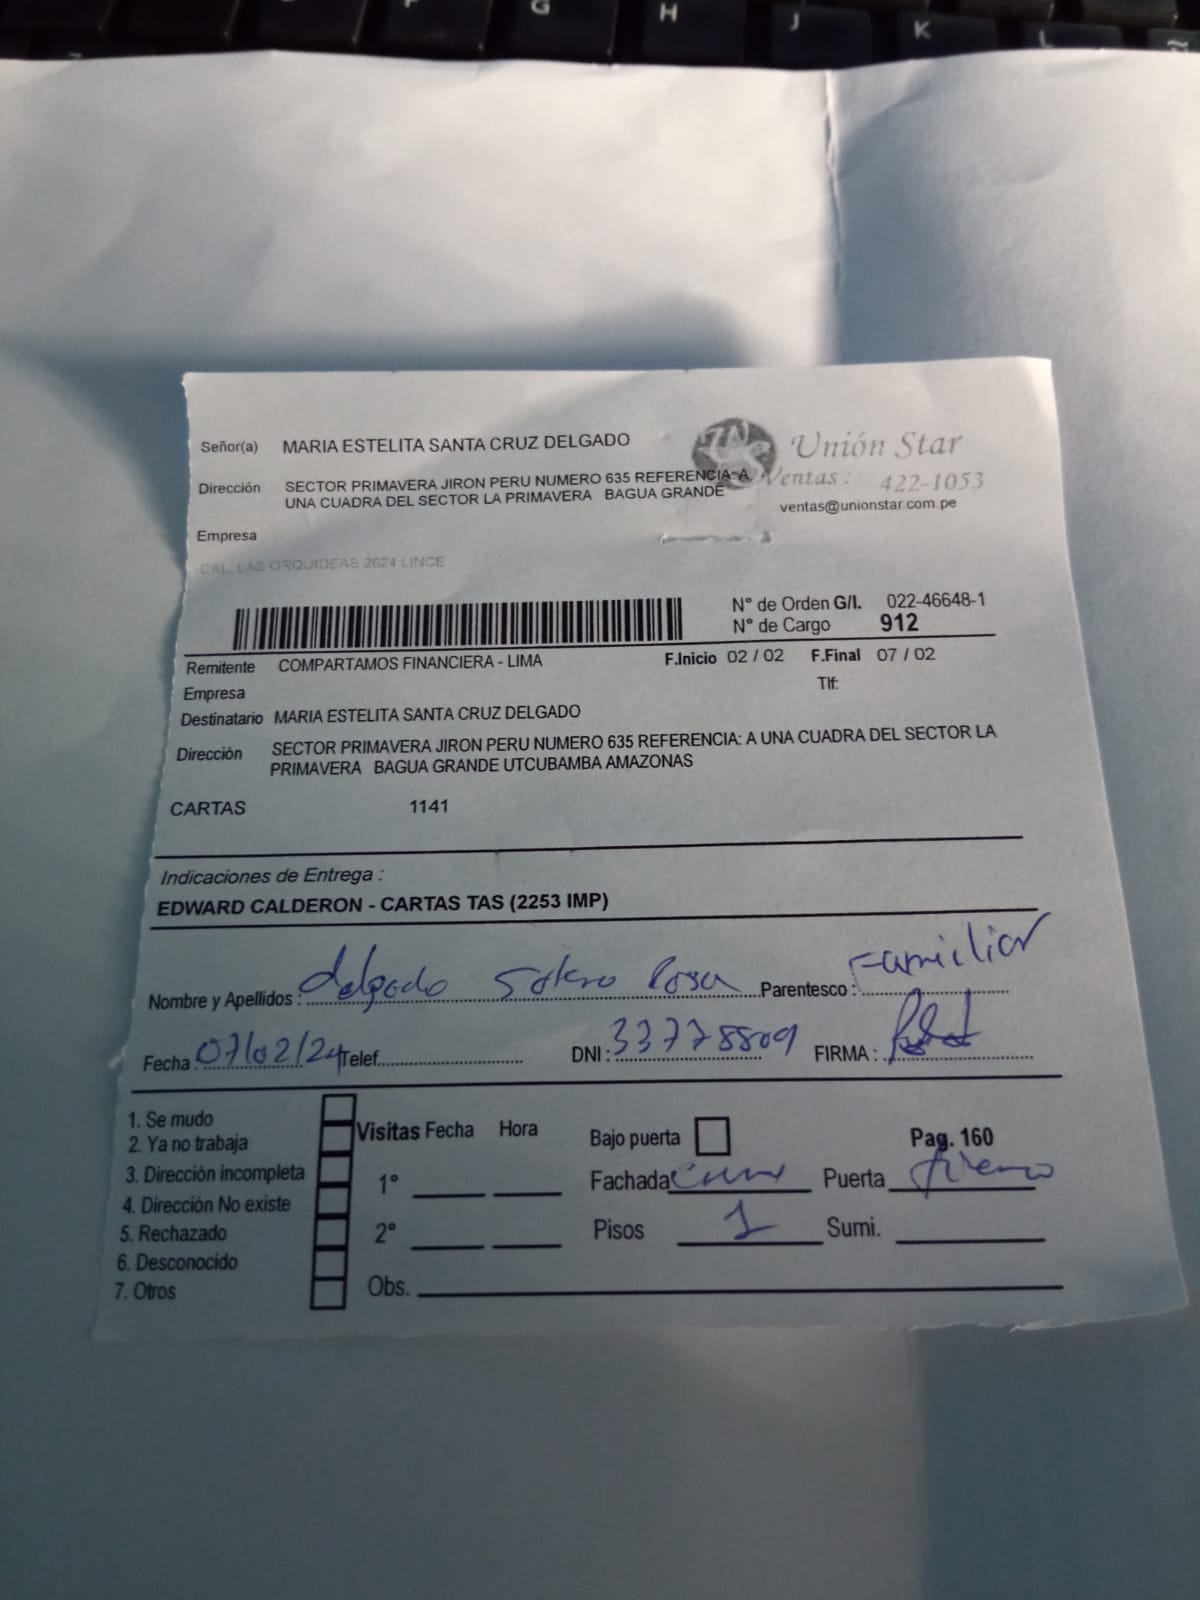 G H J K L Ñ
Señor(a) MARIA ESTELITA SANTA CRUZ DELGADO
Unión Star
Dirección SECTOR PRIMAVERA JIRON PERU NUMERO 635 REFERENCIA: A
UNA CUADRA DEL SECTOR LA PRIMAVERA BAGUA GRANDE
Ventas: 422-1053
ventas@unionstar.com.pe
Empresa
CAL. LAS ORQUIDEAS 2624 LINCE
N° de Orden G/I. 022-46648-1
N° de Cargo 912
Remitente COMPARTAMOS FINANCIERA - LIMA F.Inicio 02 / 02 F.Final 07 / 02
Empresa Tlf:
Destinatario MARIA ESTELITA SANTA CRUZ DELGADO
Dirección SECTOR PRIMAVERA JIRON PERU NUMERO 635 REFERENCIA: A UNA CUADRA DEL SECTOR LA
PRIMAVERA BAGUA GRANDE UTCUBAMBA AMAZONAS
CARTAS 1141
Indicaciones de Entrega :
EDWARD CALDERON - CARTAS TAS (2253 IMP)
Nombre y Apellidos : delgado Rosa Parentesco : Familiar
Fecha : 07/02/24 Telef. DNI : 33778809 FIRMA :
1. Se mudo
2. Ya no trabaja
3. Dirección incompleta
4. Dirección No existe
5. Rechazado
6. Desconocido
7. Otros
Visitas Fecha Hora
1°
2°
Obs.
Bajo puerta Pag. 160
Fachada Puerta
Pisos 1 Sumi.